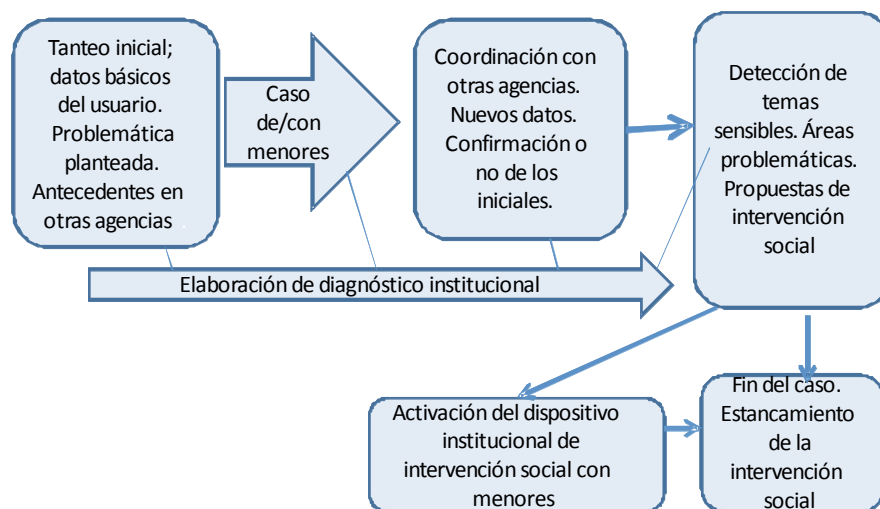 Tanteo inicial;
datos básicos
del usuario.
Problemática
planteada.
Antecedentes en
otras agencias .
Caso
de/con
menores
Coordinación con
otras agencias.
Nuevos datos.
Confirmación o
no de los
iniciales.
Detección de
temas
sensibles. Áreas
problemáticas.
Propuestas de
intervención
social
Elaboración de diagnóstico institucional
Activación del dispositivo
institucional de
intervención social con
menores
Fin del caso.
Estancamiento
de la
intervención
social